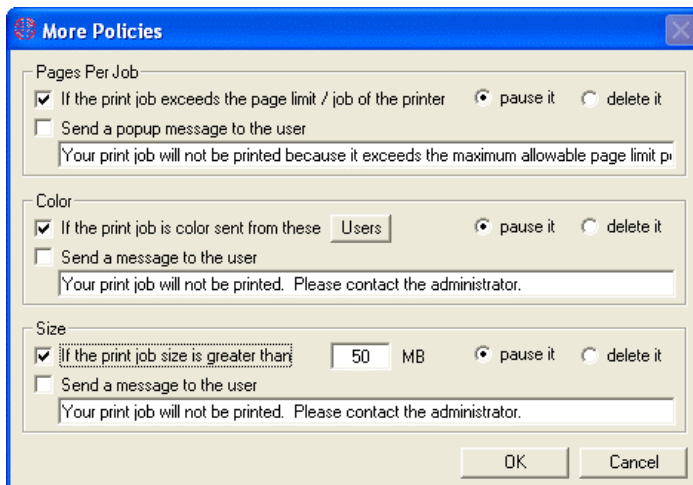 More Policies
Pages Per Job
If the print job exceeds the page limit / job of the printer pause it delete it
Send a popup message to the user
Your print job will not be printed because it exceeds the maximum allowable page limit
Color
If the print job is color sent from these Users pause it delete it
Send a message to the user
Your print job will not be printed. Please contact the administrator.
Size
If the print job size is greater than 50 MB pause it delete it
Send a message to the user
Your print job will not be printed. Please contact the administrator.
OK Cancel